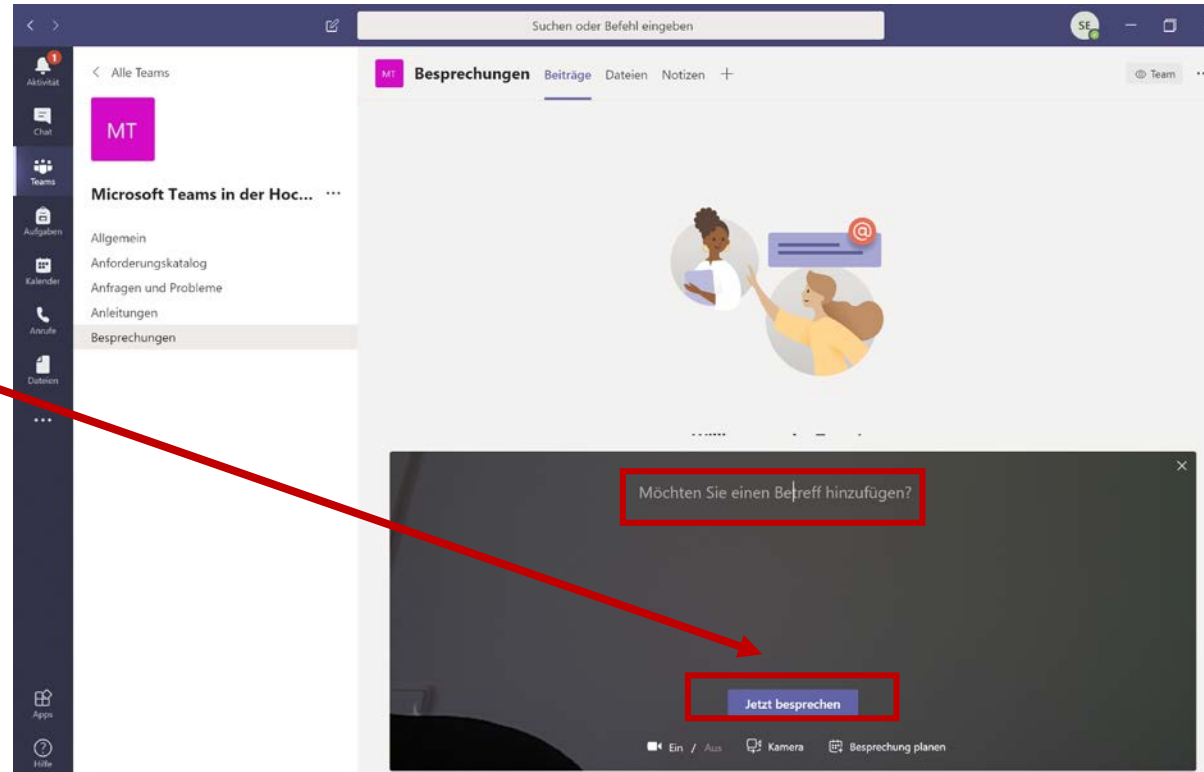 Suchen oder Befehl eingeben
SE
1
Aktivität
Chat
Teams
Aufgaben
Kalender
Anrufe
Dateien
Apps
Hilfe
Alle Teams
MT
Microsoft Teams in der Hoc... ...
Allgemein
Anforderungskatalog
Anfragen und Probleme
Anleitungen
Besprechungen
MT Besprechungen Beiträge Dateien Notizen +
Team
@
Möchten Sie einen Betreff hinzufügen?
Jetzt besprechen
Ein / Aus Kamera Besprechung planen